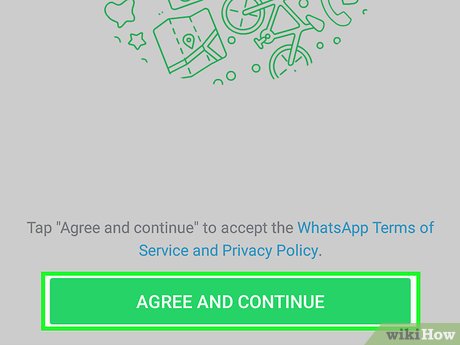 Tap "Agree and continue" to accept the WhatsApp Terms of
Service and Privacy Policy.
AGREE AND CONTINUE
wikiHow